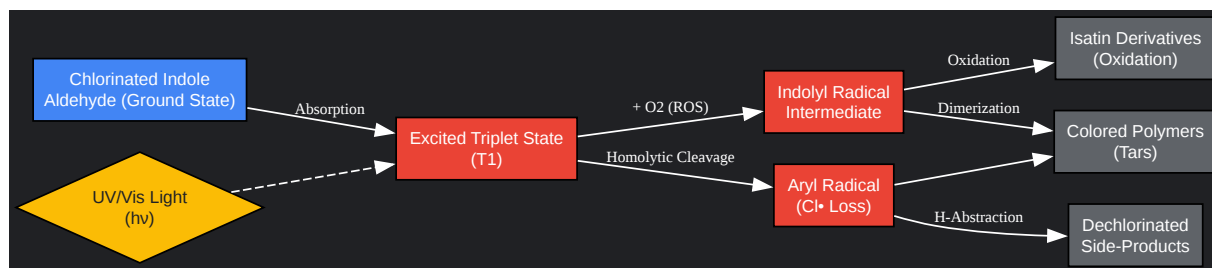 Chlorinated Indole
Aldehyde (Ground State)
UV/Vis Light
(hν)
Absorption
Excited Triplet State
(T1)
+ O2 (ROS)
Homolytic Cleavage
Indolyl Radical
Intermediate
Aryl Radical
(Cl• Loss)
Oxidation
Dimerization
H-Abstraction
Isatin Derivatives
(Oxidation)
Colored Polymers
(Tars)
Dechlorinated
Side-Products